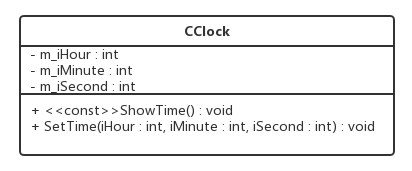 CClock
- m_iHour : int
- m_iMinute : int
- m_iSecond : int
+ <<const>>ShowTime() : void
+ SetTime(iHour : int, iMinute : int, iSecond : int) : void